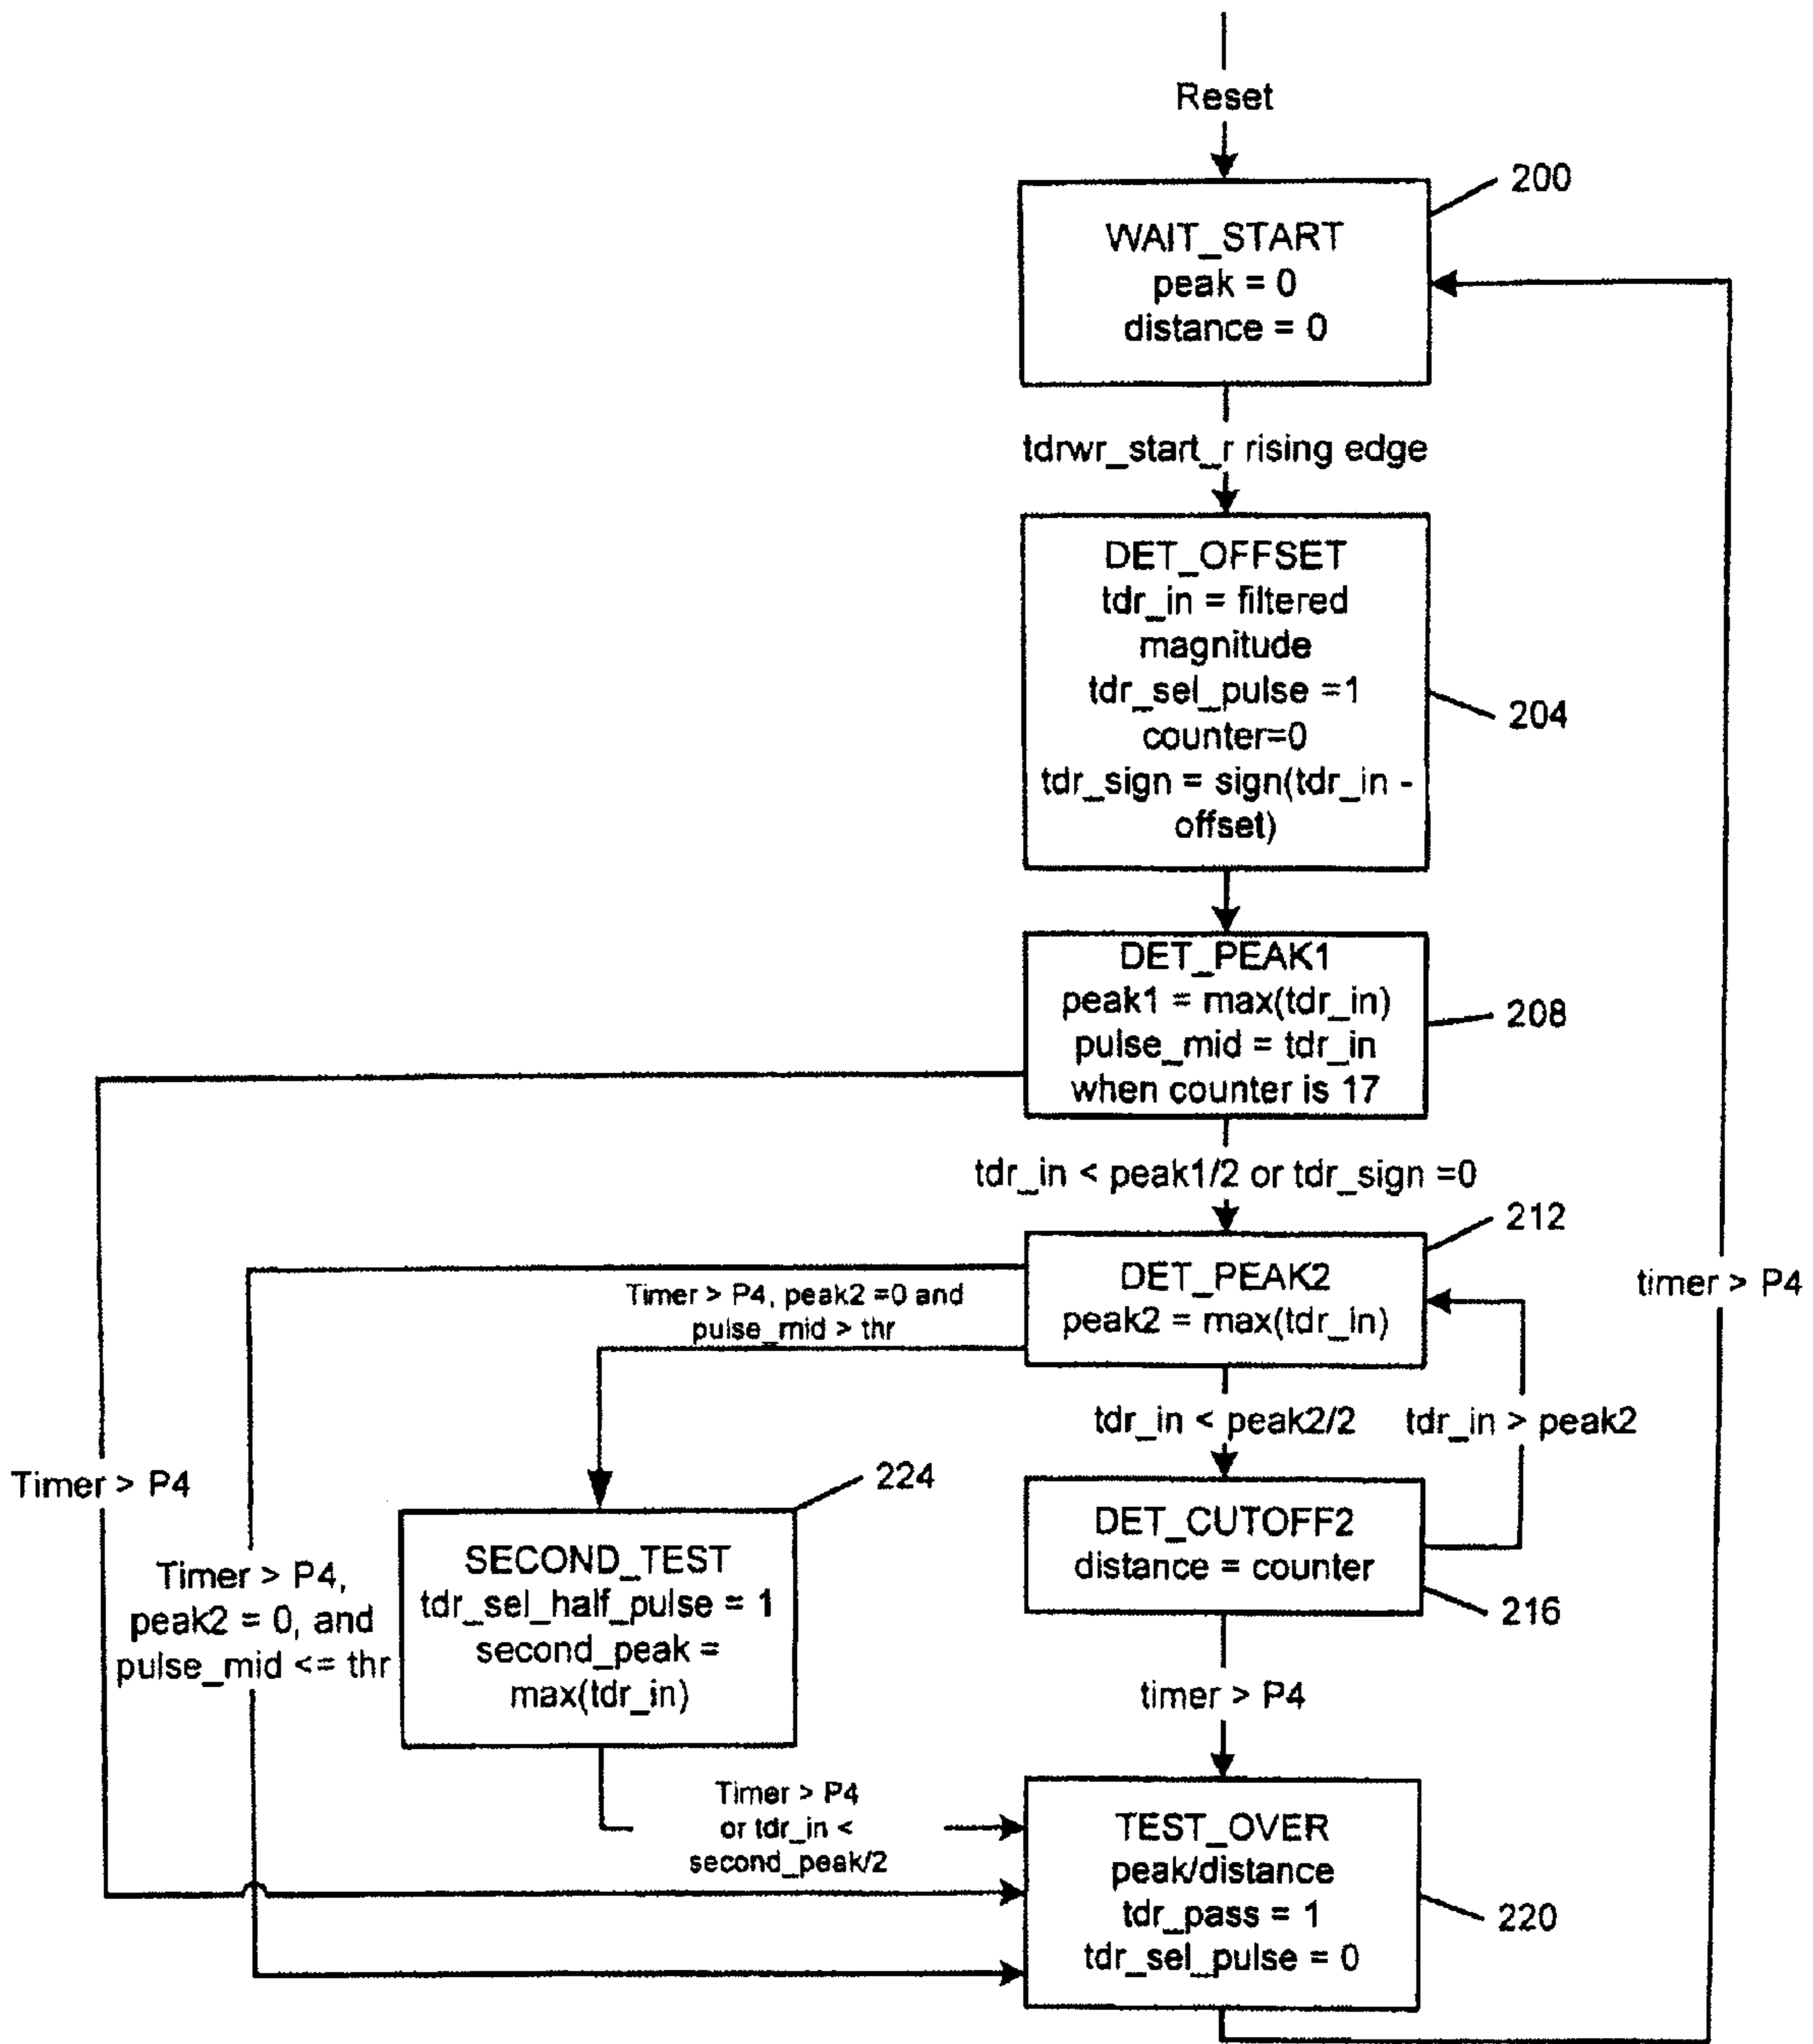 Reset
200
WAIT_START
peak = 0
distance = 0
tdrwr_start_r rising edge
DET_OFFSET
tdr_in = filtered
magnitude
tdr_sel_pulse =1
counter=0
tdr_sign = sign(tdr_in -
offset)
204
DET_PEAK1
peak1 = max(tdr_in)
pulse_mid = tdr_in
when counter is 17
208
tdr_in < peak1/2 or tdr_sign =0
212
DET_PEAK2
peak2 = max(tdr_in)
timer > P4
Timer > P4, peak2 =0 and
pulse_mid > thr
tdr_in < peak2/2
tdr_in > peak2
Timer > P4
224
SECOND_TEST
tdr_sel_half_pulse = 1
second_peak =
max(tdr_in)
DET_CUTOFF2
distance = counter
216
Timer > P4,
peak2 = 0, and
pulse_mid <= thr
timer > P4
Timer > P4
or tdr_in <
second_peak/2
TEST_OVER
peak/distance
tdr_pass = 1
tdr_sel_pulse = 0
220